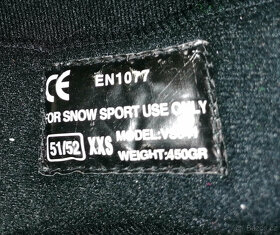 CE EN1077
FOR SNOW SPORT USE ONLY
51/52 XXS MODEL:
WEIGHT:450GR